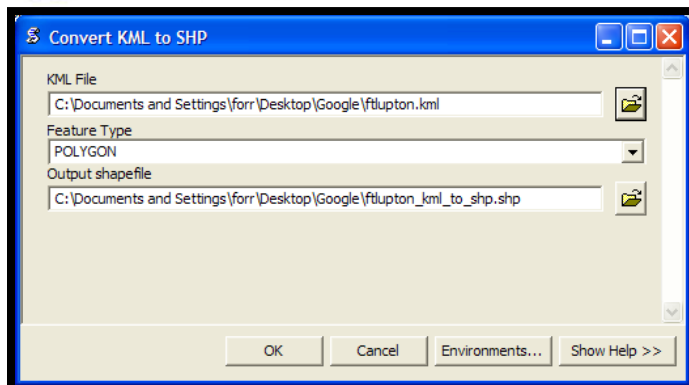 Convert KML to SHP
KML File
C:\Documents and Settings\forr\Desktop\Google\ftlupton.kml
Feature Type
POLYGON
Output shapefile
C:\Documents and Settings\forr\Desktop\Google\ftlupton_kml_to_shp.shp
OK Cancel Environments... Show Help >>